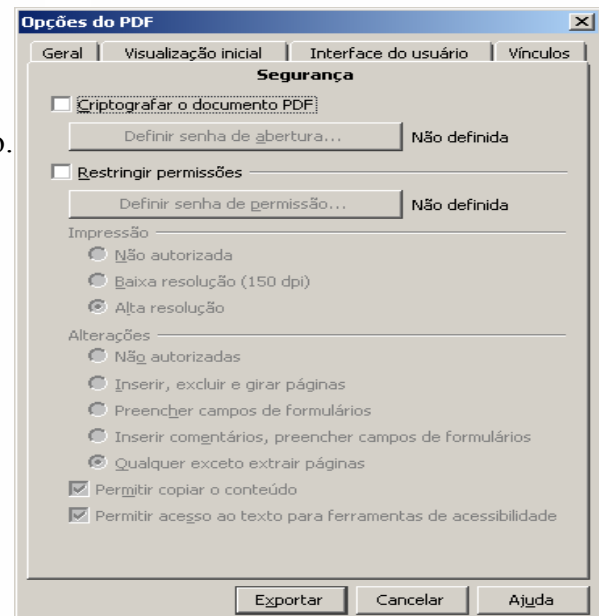 Opções do PDF
Geral Visualização inicial Interface do usuário Vínculos
Segurança
Criptografar o documento PDF
o.
Definir senha de abertura... Não definida
Restringir permissões
Definir senha de permissão... Não definida
Impressão
Não autorizada
Baixa resolução (150 dpi)
Alta resolução
Alterações
Não autorizadas
Inserir, excluir e girar páginas
Preencher campos de formulários
Inserir comentários, preencher campos de formulários
Qualquer exceto extrair páginas
Permitir copiar o conteúdo
Permitir acesso ao texto para ferramentas de acessibilidade
Exportar Cancelar Ajuda